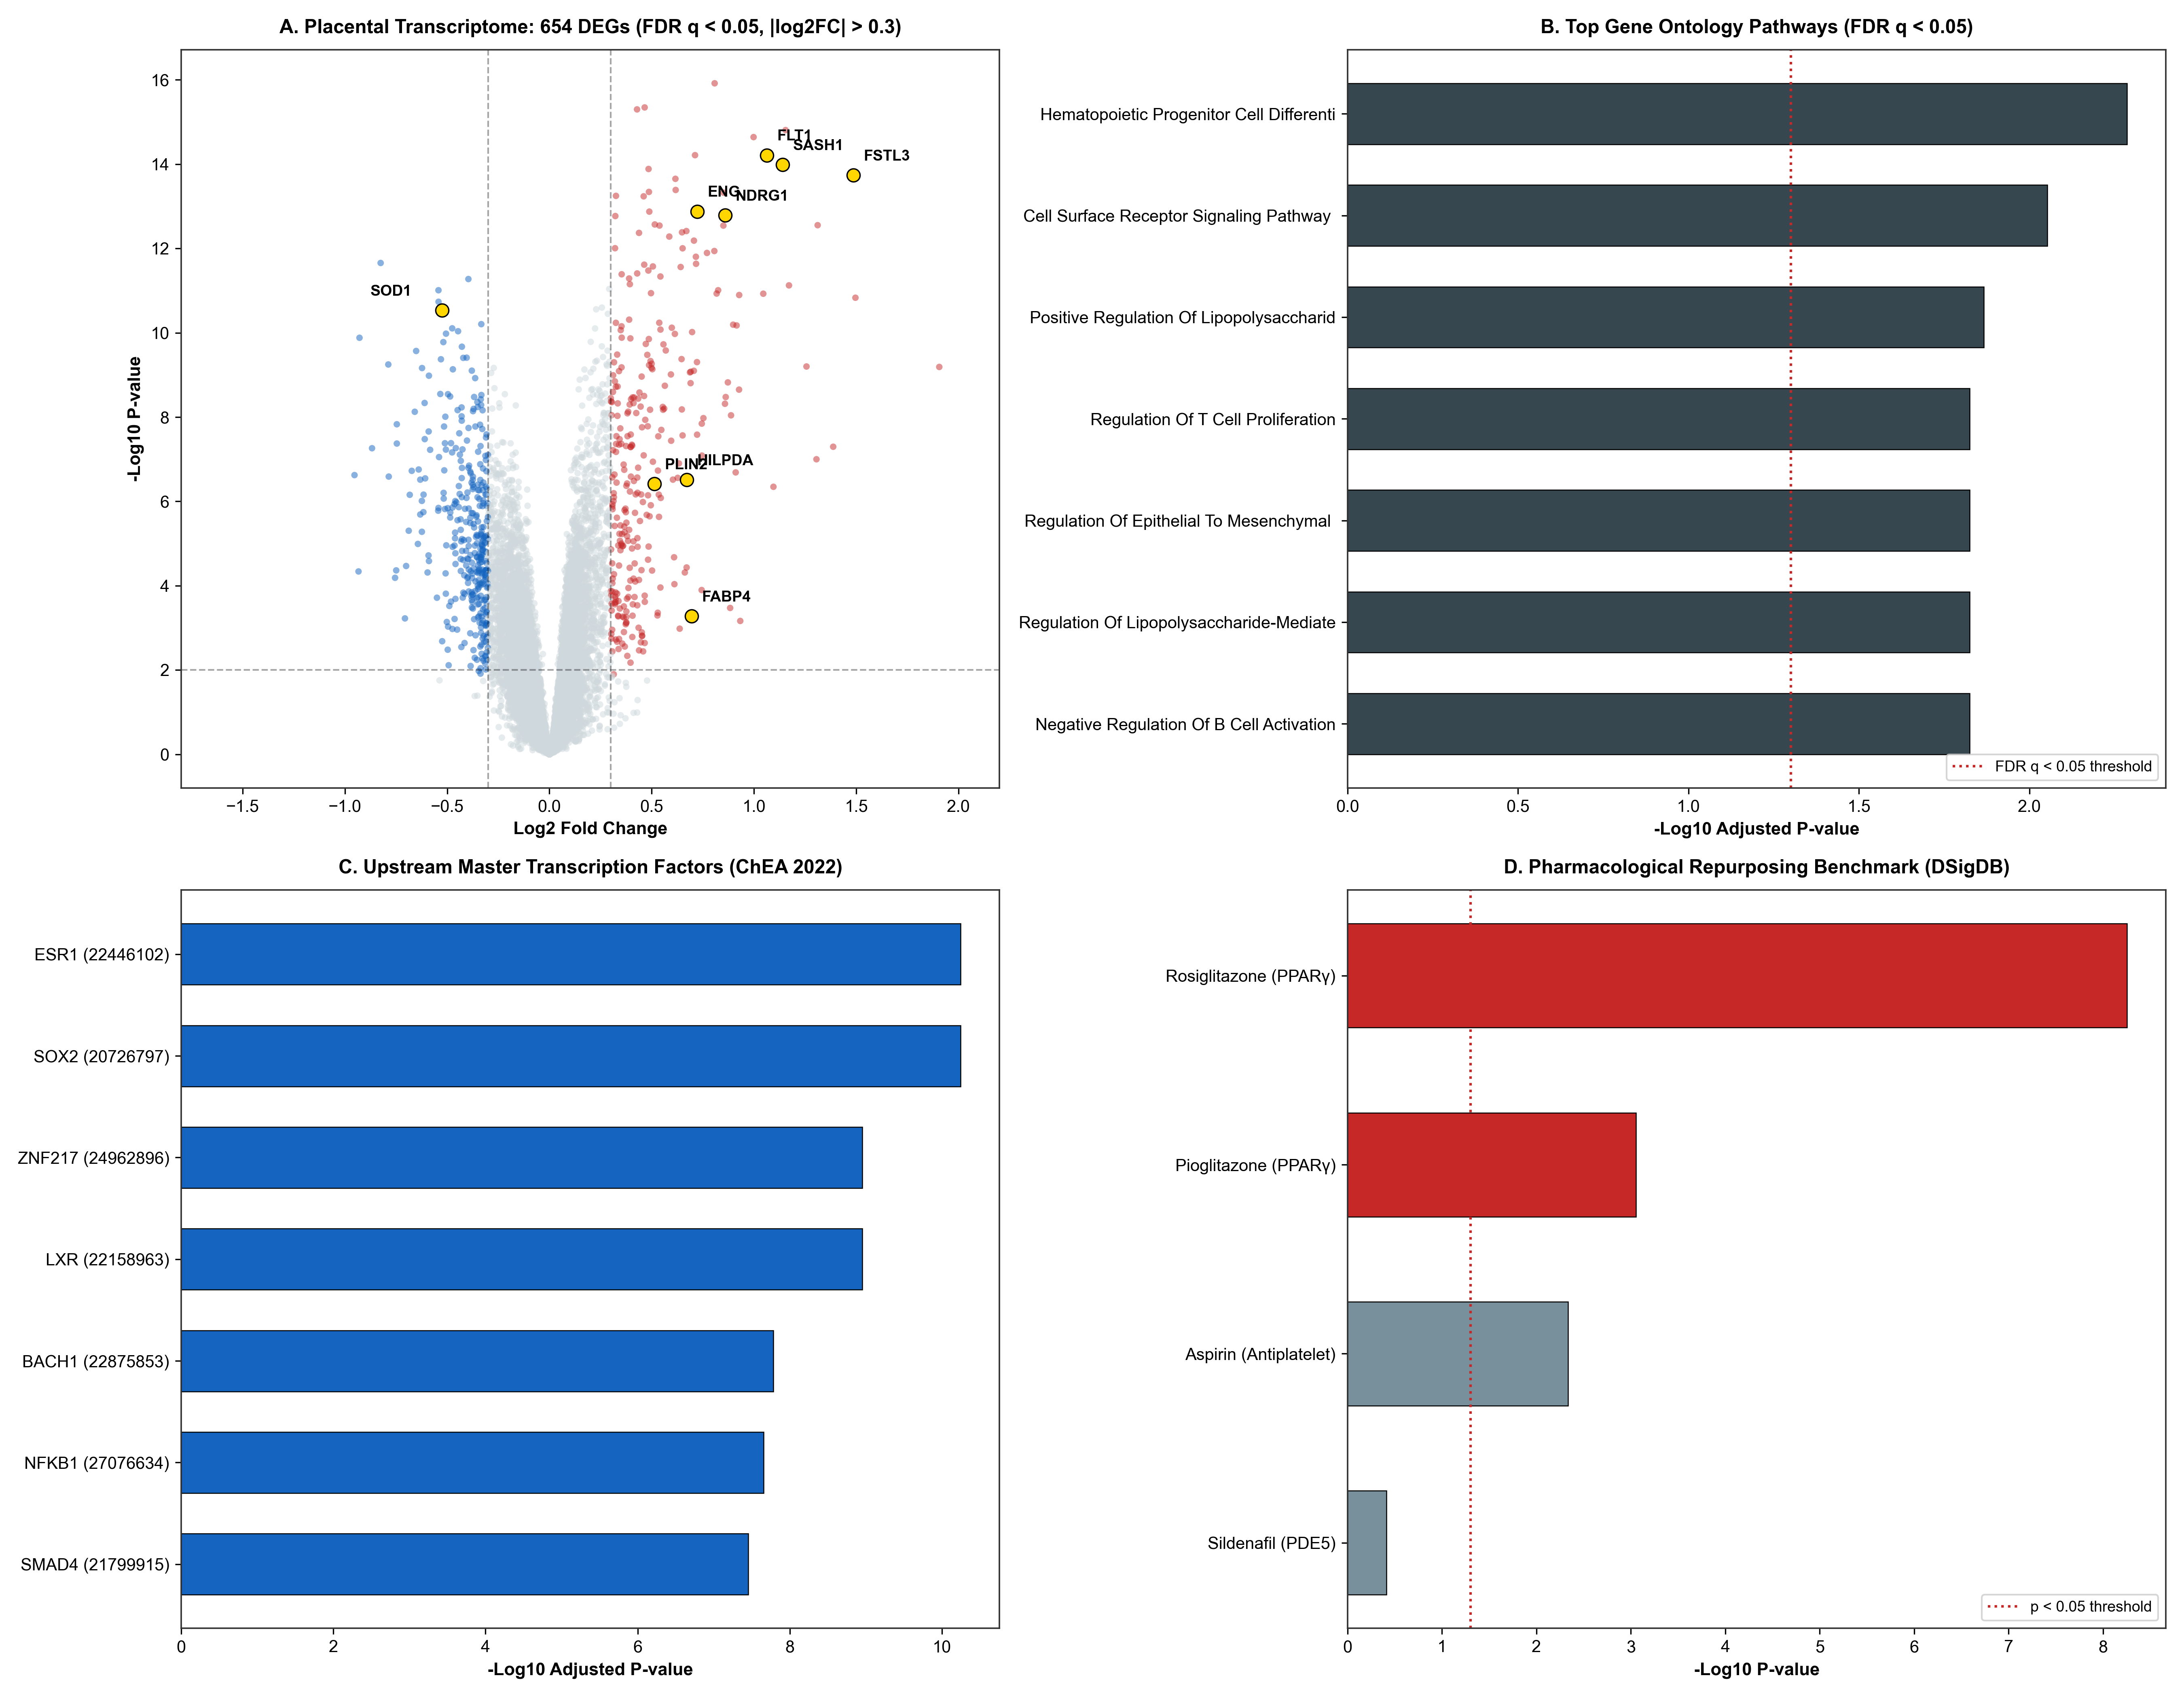 A. Placental Transcriptome: 654 DEGs (FDR q < 0.05, |log2FC| > 0.3)
-Log10 P-value
16
14
12
10
8
6
4
2
0
FLT1
SASH1
FSTL3
ENG
NDRG1
SOD1
PLIN2
HILPDA
FABP4
−1.5
−1.0
−0.5
0.0
0.5
1.0
1.5
2.0
Log2 Fold Change
B. Top Gene Ontology Pathways (FDR q < 0.05)
Hematopoietic Progenitor Cell Differenti
Cell Surface Receptor Signaling Pathway
Positive Regulation Of Lipopolysaccharid
Regulation Of T Cell Proliferation
Regulation Of Epithelial To Mesenchymal
Regulation Of Lipopolysaccharide-Mediate
Negative Regulation Of B Cell Activation
FDR q < 0.05 threshold
0.0
0.5
1.0
1.5
2.0
-Log10 Adjusted P-value
C. Upstream Master Transcription Factors (ChEA 2022)
ESR1 (22446102)
SOX2 (20726797)
ZNF217 (24962896)
LXR (22158963)
BACH1 (22875853)
NFKB1 (27076634)
SMAD4 (21799915)
0
2
4
6
8
10
-Log10 Adjusted P-value
D. Pharmacological Repurposing Benchmark (DSigDB)
Rosiglitazone (PPARγ)
Pioglitazone (PPARγ)
Aspirin (Antiplatelet)
Sildenafil (PDE5)
p < 0.05 threshold
0
1
2
3
4
5
6
7
8
-Log10 P-value